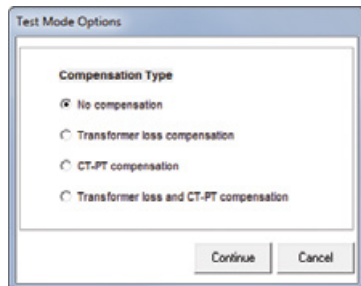 Test Mode Options
Compensation Type
No compensation
Transformer loss compensation
CT-PT compensation
Transformer loss and CT-PT compensation
Continue
Cancel